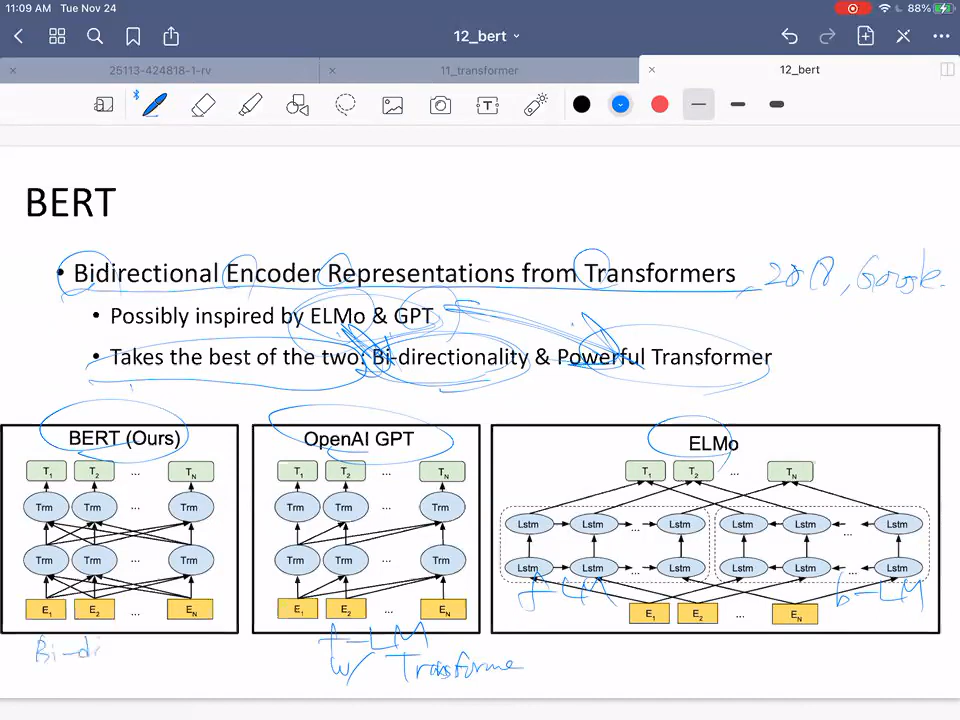 11:09 AM Tue Nov 24
88%
12_bert
25113-424818-1-rv
11_transformer
12_bert
BERT
• Bidirectional Encoder Representations from Transformers , 2018, Google.
• Possibly inspired by ELMo & GPT
• Takes the best of the two: Bi-directionality & Powerful Transformer
BERT (Ours)
T1 T2 ... TN
Trm Trm ... Trm
Trm Trm ... Trm
E1 E2 ... EN
Bi-di
OpenAI GPT
T1 T2 ... TN
Trm Trm ... Trm
Trm Trm ... Trm
E1 E2 ... EN
f-LM
w/ Transforme
ELMo
T1 T2 ... TN
Lstm Lstm ... Lstm Lstm Lstm ... Lstm
Lstm Lstm ... Lstm Lstm Lstm ... Lstm
f-LM b-LM
E1 E2 ... EN